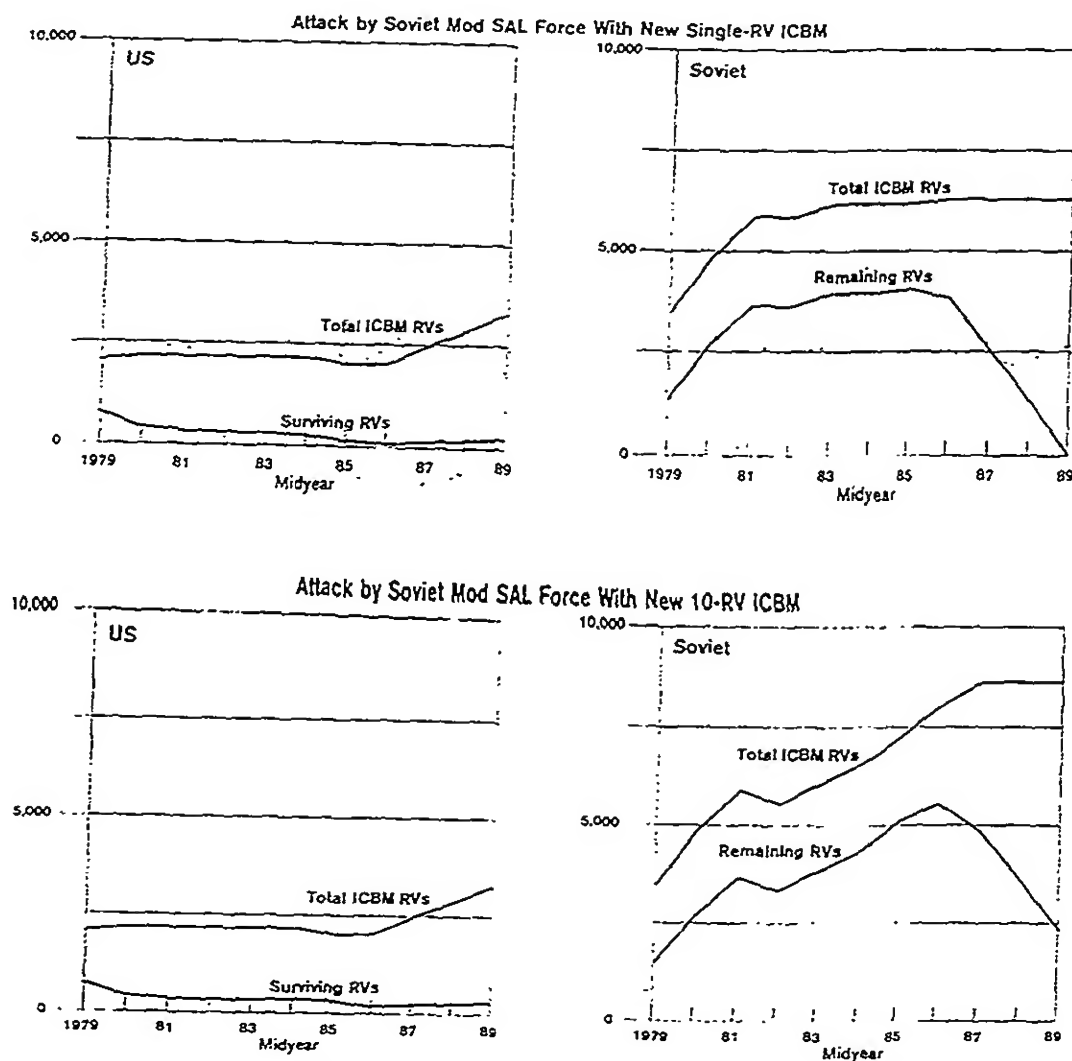 Attack by Soviet Mod SAL Force With New Single-RV ICBM
10,000
US
5,000
Total ICBM RVs
Surviving RVs
0
1979 81 83 85 87 89
Midyear
10,000
Soviet
Total ICBM RVs
5,000
Remaining RVs
0
1979 81 83 85 87 89
Midyear
Attack by Soviet Mod SAL Force With New 10-RV ICBM
10,000
US
5,000
Total ICBM RVs
Surviving RVs
0
1979 81 83 85 87 89
Midyear
10,000
Soviet
Total ICBM RVs
5,000
Remaining RVs
0
1979 81 83 85 87 89
Midyear